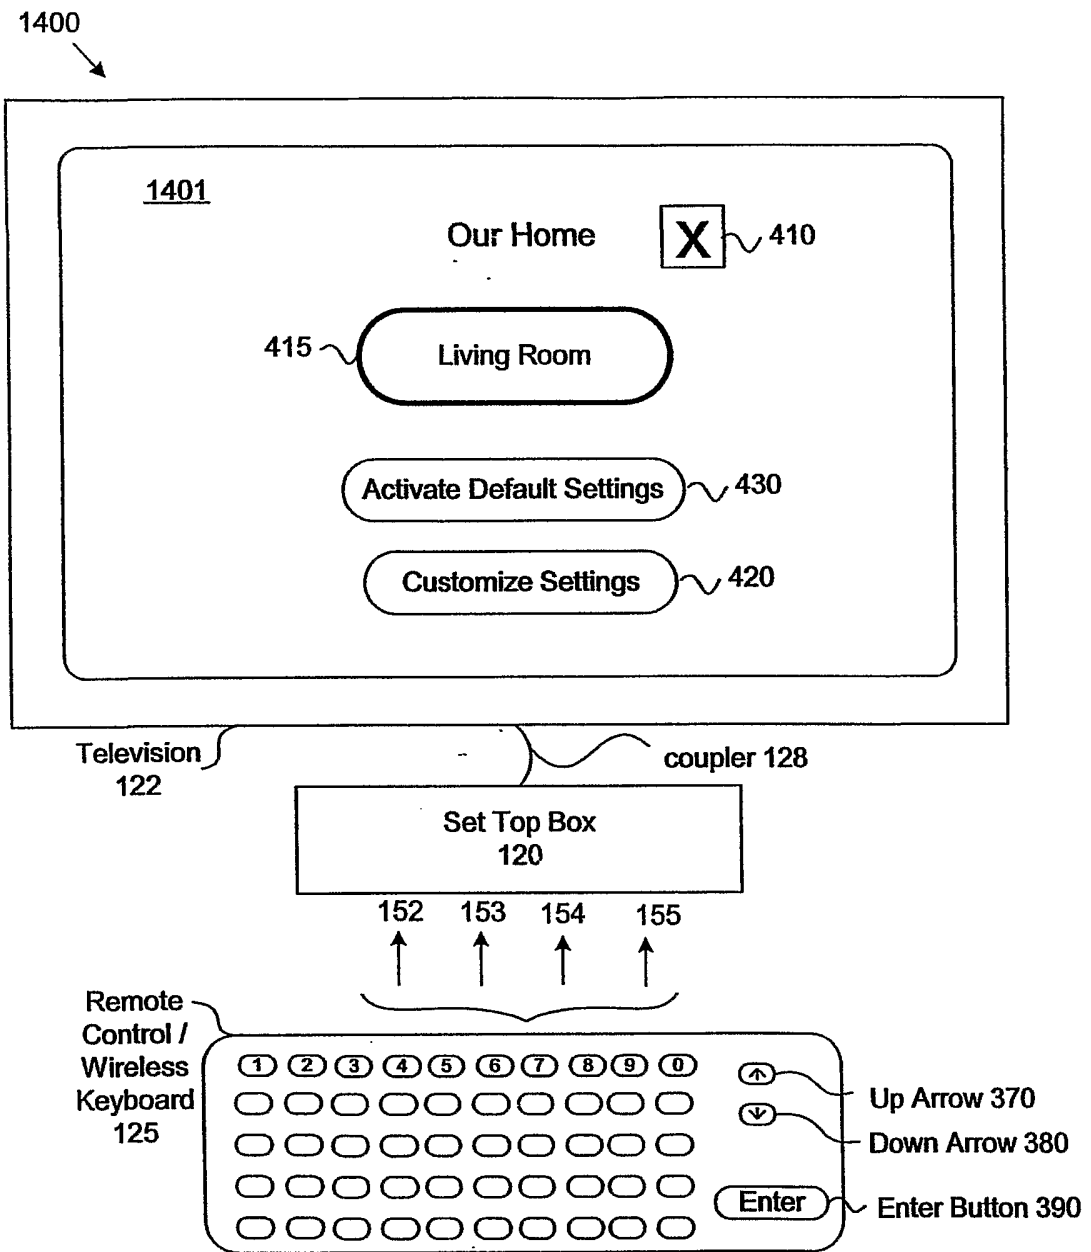 1400
1401
Our Home
X
410
415
Living Room
Activate Default Settings
430
Customize Settings
420
Television
122
coupler 128
Set Top Box
120
152 153 154 155
Remote
Control /
Wireless
Keyboard
125
1 2 3 4 5 6 7 8 9 0
Up Arrow 370
Down Arrow 380
Enter
Enter Button 390